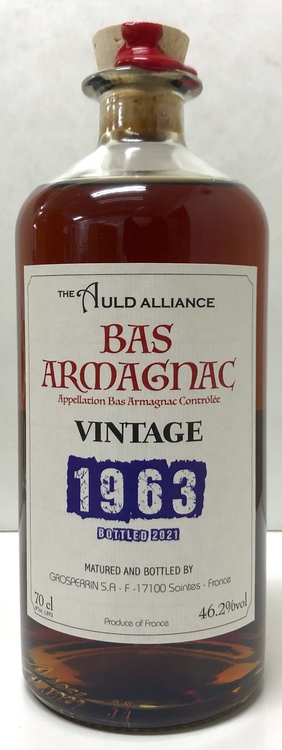 THE AULD ALLIANCE
BAS
ARMAGNAC
Appellation Bas Armagnac Contrôlée
VINTAGE
1963
BOTTLED 2021
MATURED AND BOTTLED BY
GROSPERRIN S.A - F -17100 Saintes - France
70 cl
46.2%vol
Produce of France